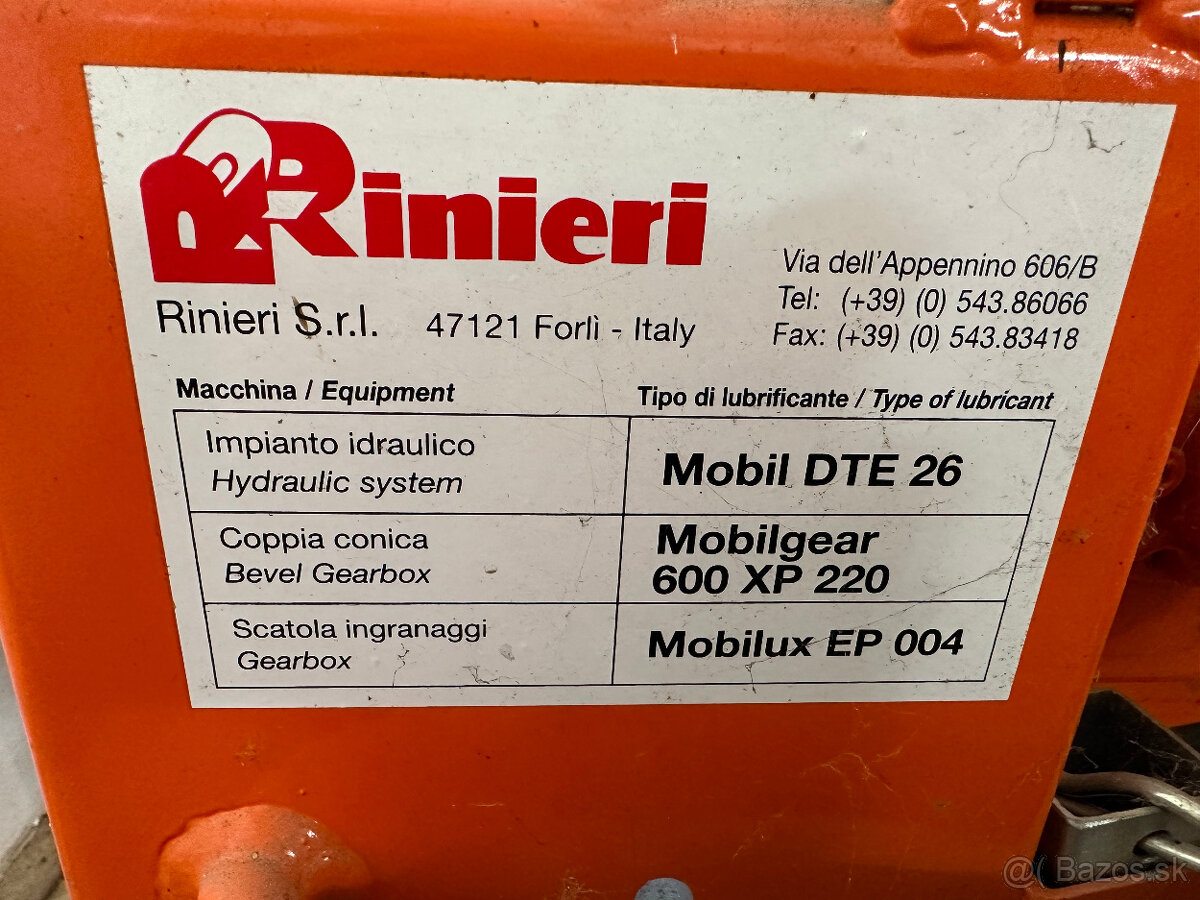 Rinieri
Via dell'Appennino 606/B
Tel: (+39) (0) 543.86066
Fax: (+39) (0) 543.83418
Rinieri S.r.l. 47121 Forlì - Italy
Macchina / Equipment
Tipo di lubrificante / Type of lubricant
Impianto idraulico
Hydraulic system
Mobil DTE 26
Coppia conica
Bevel Gearbox
Mobilgear
600 XP 220
Scatola ingranaggi
Gearbox
Mobilux EP 004
Bazos.sk